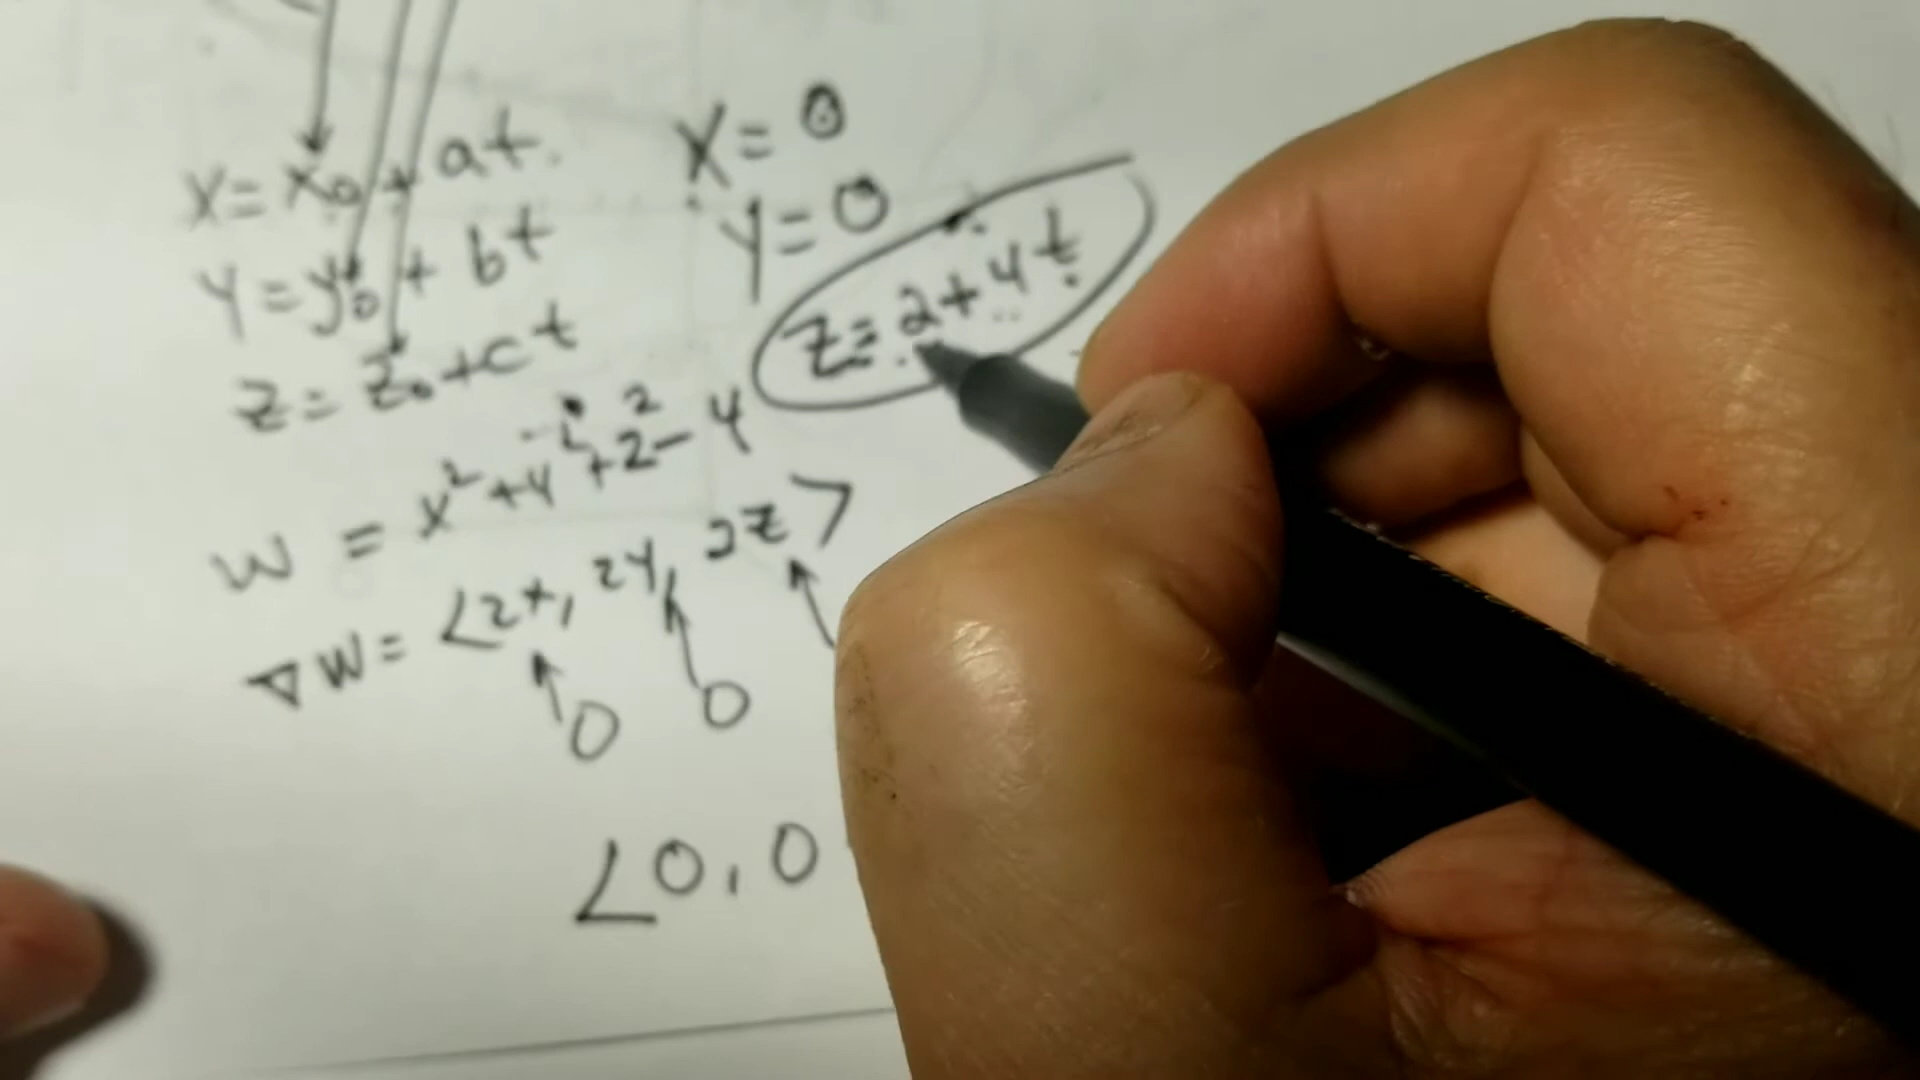 x = x₀ + at
y = y₀ + bt
z = z₀ + ct
x = 0
y = 0
z = 2 + 4t
w = x² + y² + z² - 4
∇w = <2x, 2y, 2z>
0 0
<0, 0